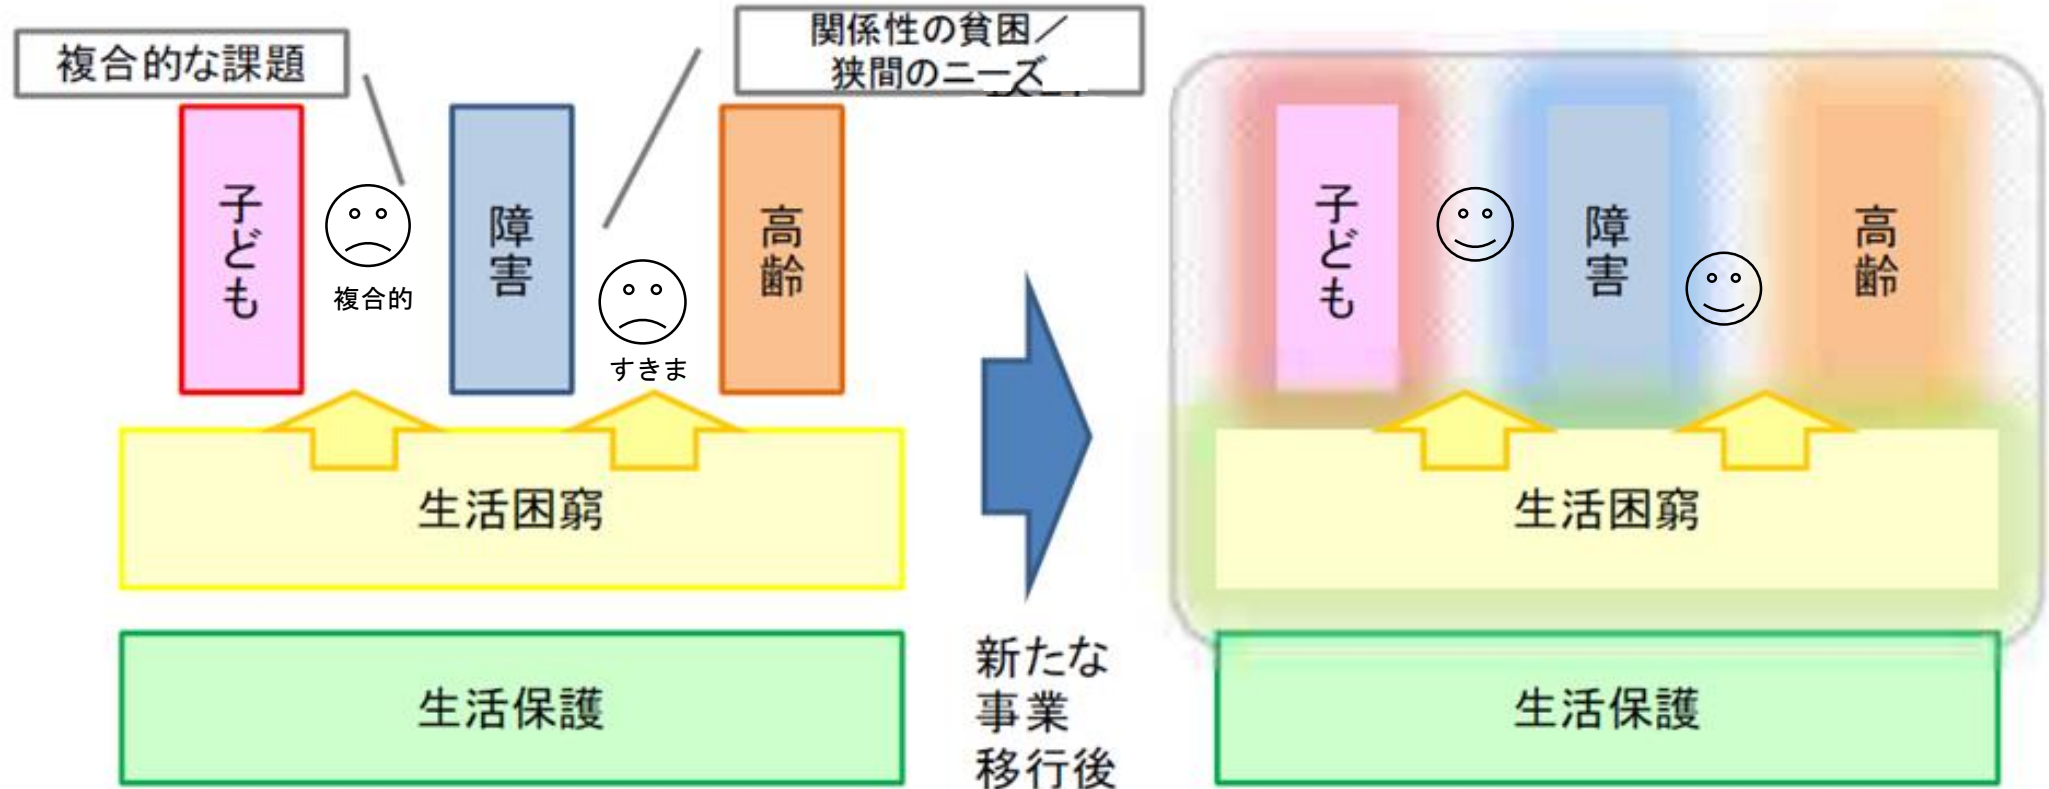 複合的な課題
関係性の貧困／
狭間のニーズ
子ども
障害
高齢
複合的
すきま
生活困窮
生活保護
新たな
事業
移行後
子ども
障害
高齢
生活困窮
生活保護